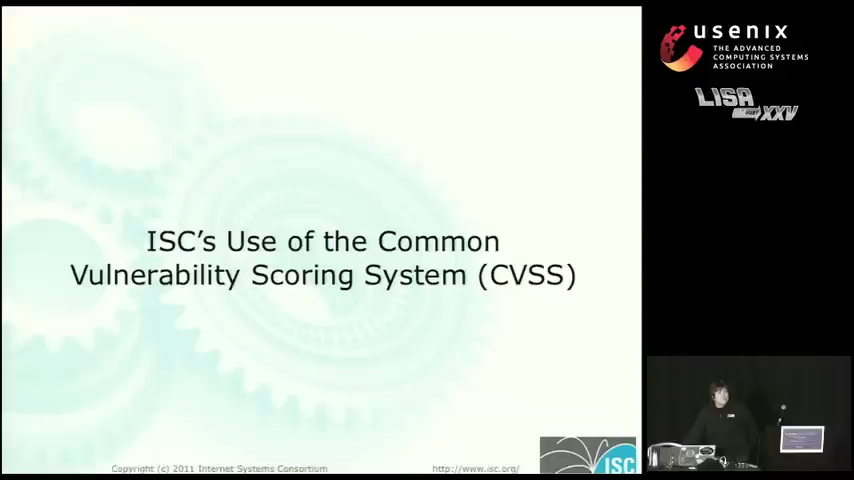 ISC's Use of the Common
Vulnerability Scoring System (CVSS)
Copyright (c) 2011 Internet Systems Consortium
http://www.isc.org/
ISC
usenix
THE ADVANCED
COMPUTING SYSTEMS
ASSOCIATION
LISA
XXV